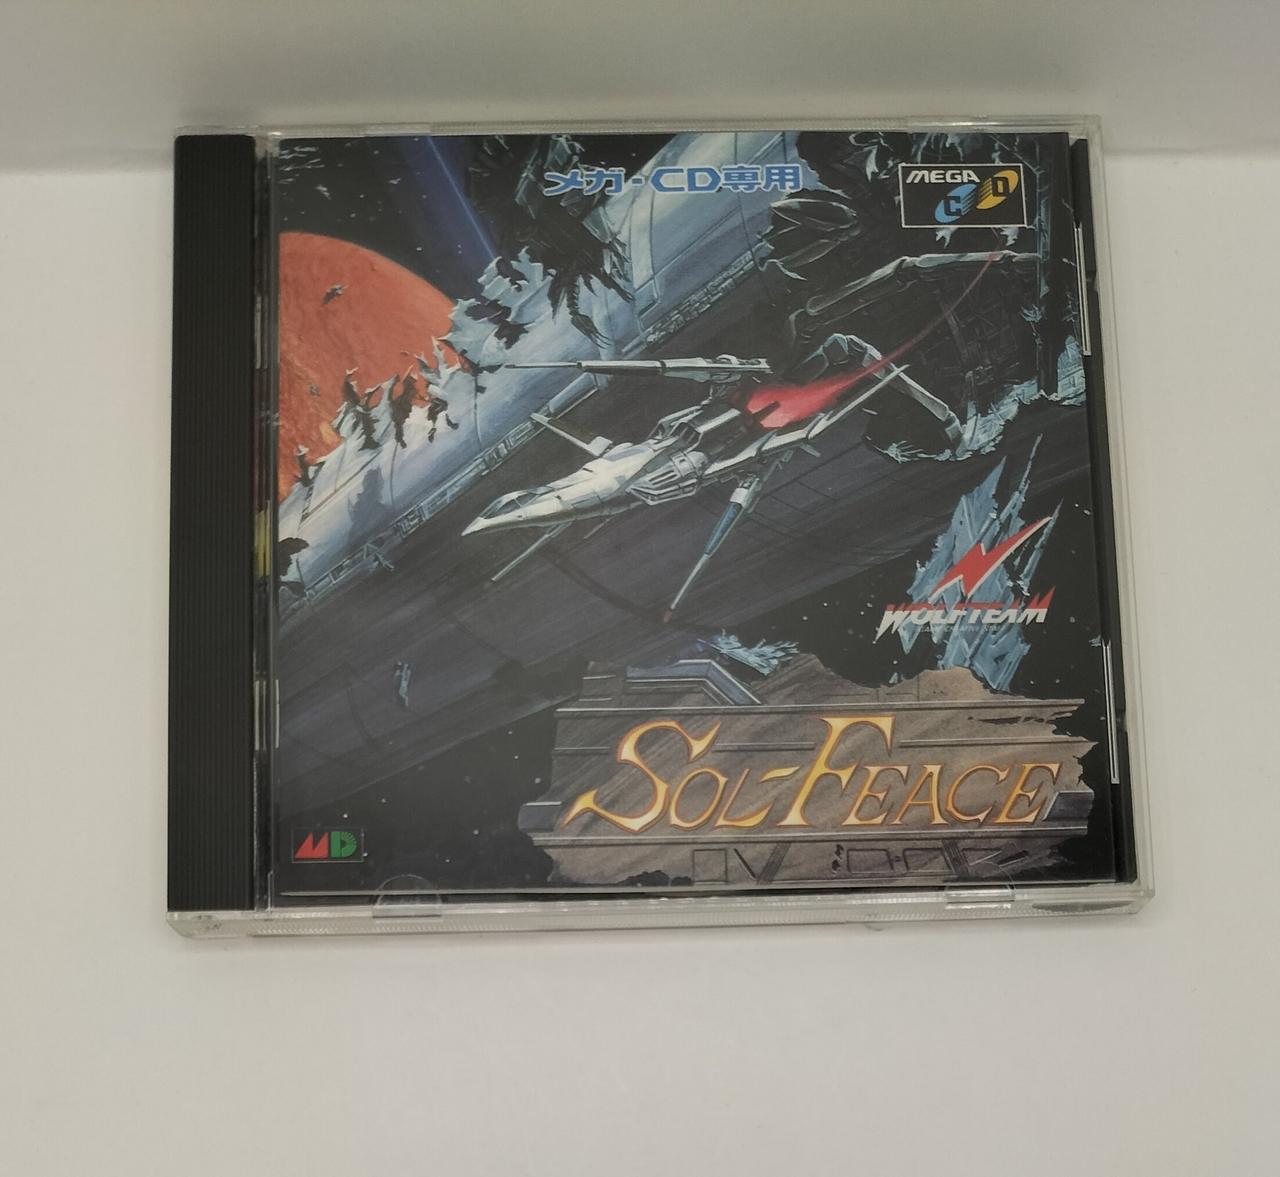 メガ-CD専用
MEGA
CD
WOLFTEAM
SOL-FEACE
MD